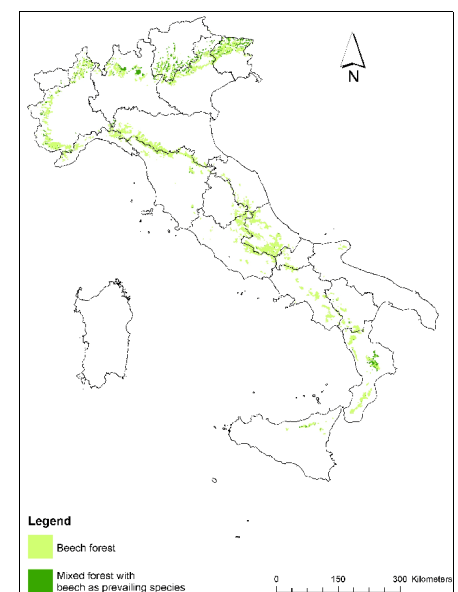 N
Legend
Beech forest
Mixed forest with
beech as prevailing species
0 150 300 Kilometers